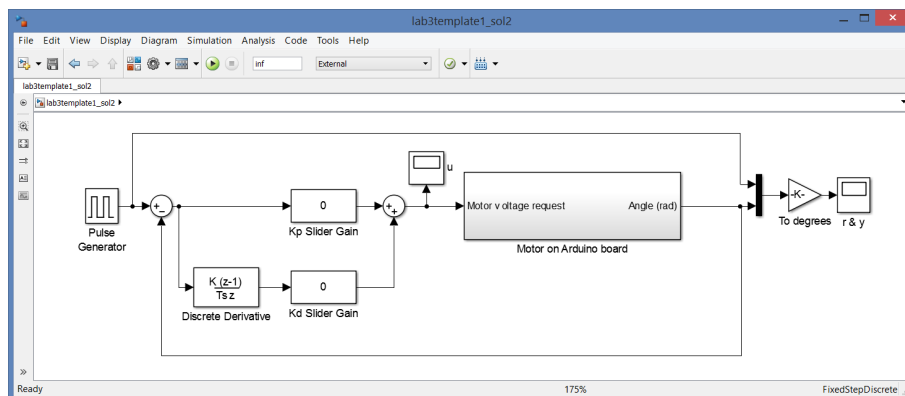 lab3template1_sol2
File Edit View Display Diagram Simulation Analysis Code Tools Help
inf
External
lab3template1_sol2
lab3template1_sol2
u
0
Kp Slider Gain
Pulse
Generator
Motor v oltage request
Angle (rad)
Motor on Arduino board
-K-
To degrees
r & y
K (z-1)
Ts z
Discrete Derivative
0
Kd Slider Gain
Ready
175%
FixedStepDiscrete